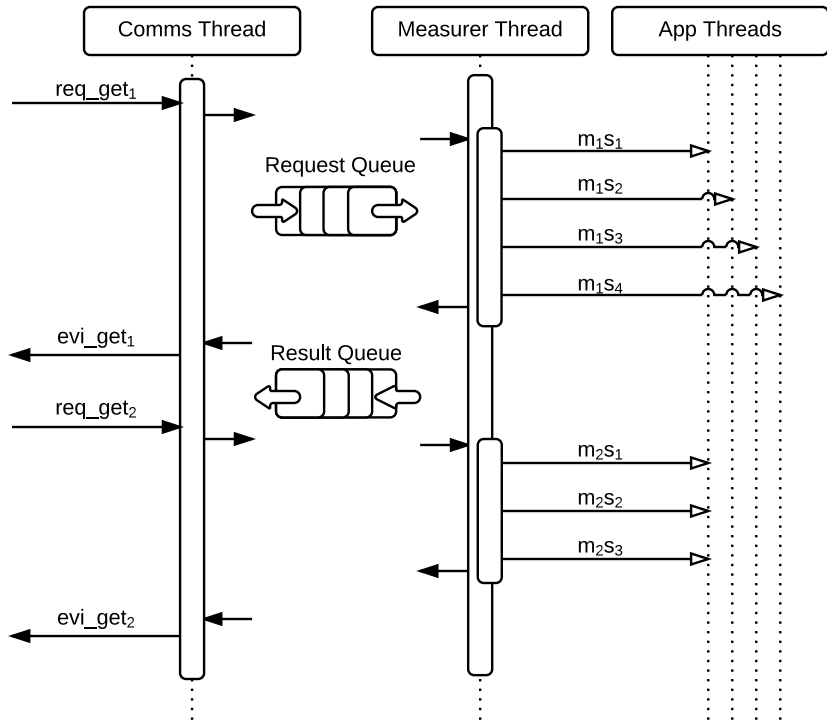 Comms Thread
Measurer Thread
App Threads
req_get₁
m₁s₁
Request Queue
m₁s₂
m₁s₃
m₁s₄
evi_get₁
Result Queue
req_get₂
m₂s₁
m₂s₂
m₂s₃
evi_get₂